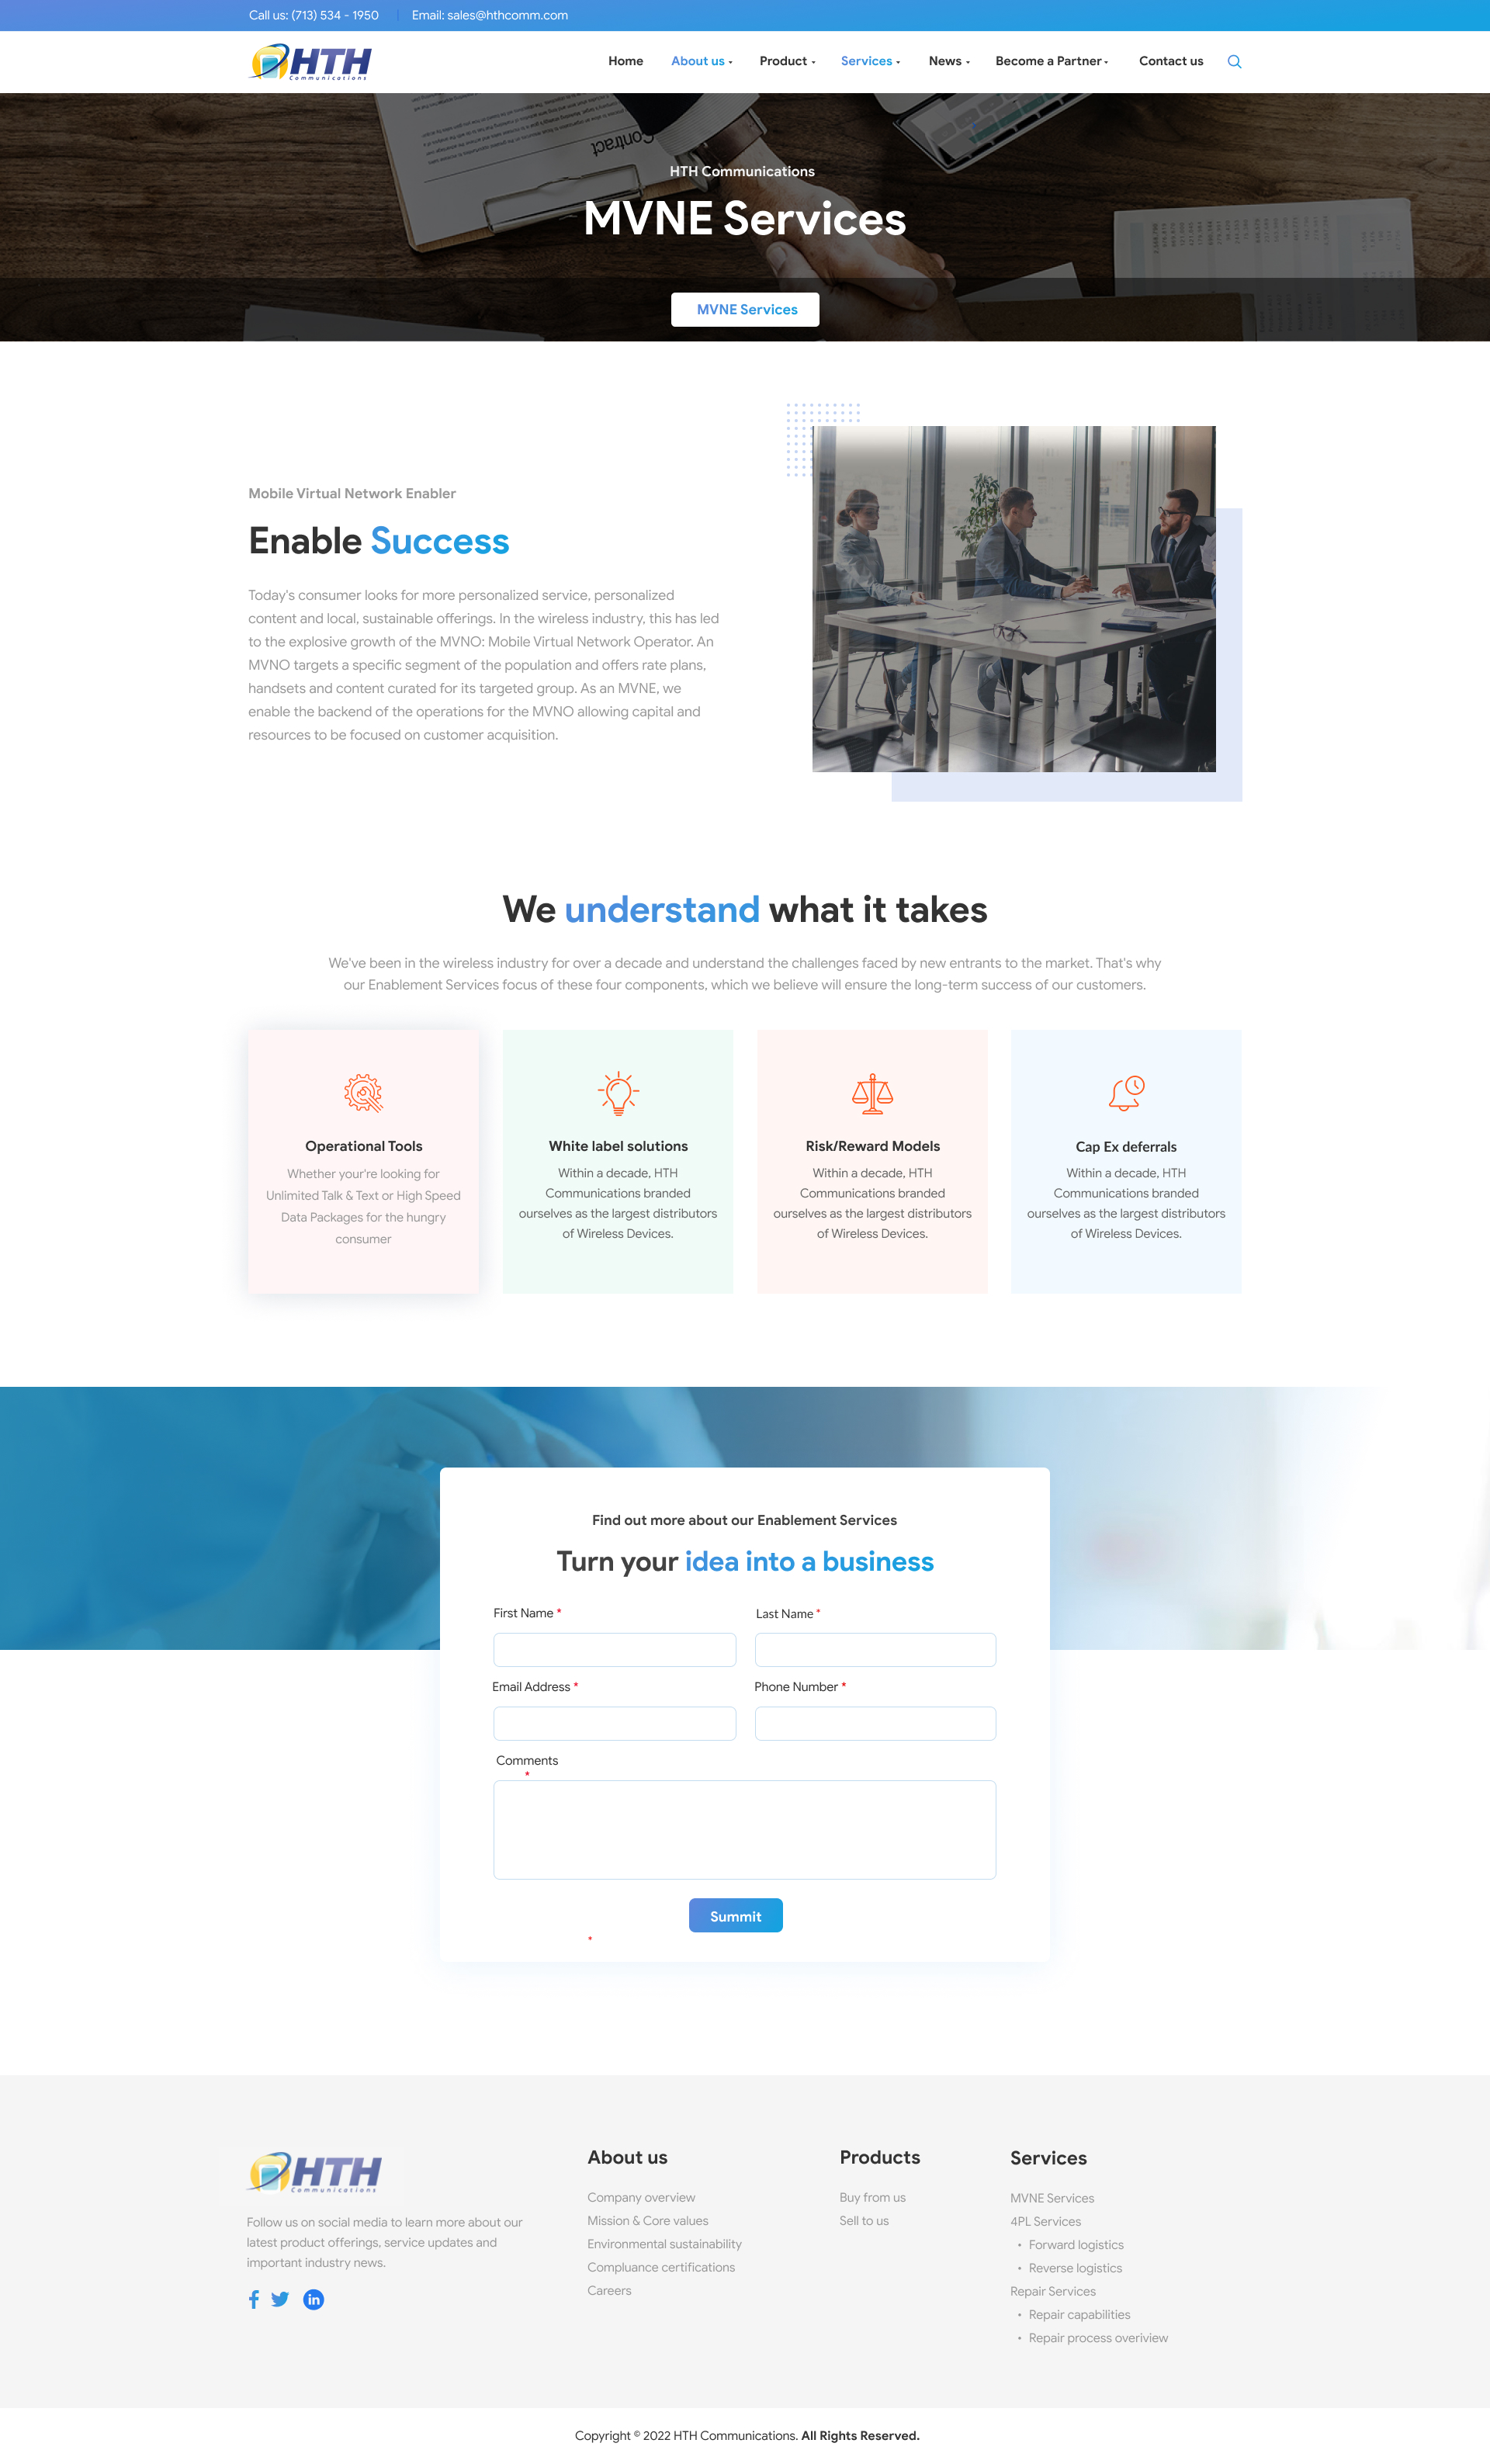 Call us: (713) 534 - 1950 Email: sales@hthcomm.com
HTH
Communications
Home About us Product Services News Become a Partner Contact us
Contract
HTH Communications
MVNE Services
MVNE Services
Mobile Virtual Network Enabler
Enable Success
Today's consumer looks for more personalized service, personalized
content and local, sustainable offerings. In the wireless industry, this has led
to the explosive growth of the MVNO: Mobile Virtual Network Operator. An
MVNO targets a specific segment of the population and offers rate plans,
handsets and content curated for its targeted group. As an MVNE, we
enable the backend of the operations for the MVNO allowing capital and
resources to be focused on customer acquisition.
We understand what it takes
We've been in the wireless industry for over a decade and understand the challenges faced by new entrants to the market. That's why
our Enablement Services focus of these four components, which we believe will ensure the long-term success of our customers.
Operational Tools
Whether your're looking for
Unlimited Talk & Text or High Speed
Data Packages for the hungry
consumer
White label solutions
Within a decade, HTH
Communications branded
ourselves as the largest distributors
of Wireless Devices.
Risk/Reward Models
Within a decade, HTH
Communications branded
ourselves as the largest distributors
of Wireless Devices.
Cap Ex deferrals
Within a decade, HTH
Communications branded
ourselves as the largest distributors
of Wireless Devices.
Find out more about our Enablement Services
Turn your idea into a business
First Name * Last Name *
Email Address * Phone Number *
Comments
*
Summit
*
HTH
Communications
Follow us on social media to learn more about our
latest product offerings, service updates and
important industry news.
in
About us
Company overview
Mission & Core values
Environmental sustainability
Compluance certifications
Careers
Products
Buy from us
Sell to us
Services
MVNE Services
4PL Services
• Forward logistics
• Reverse logistics
Repair Services
• Repair capabilities
• Repair process overiview
Copyright © 2022 HTH Communications. All Rights Reserved.